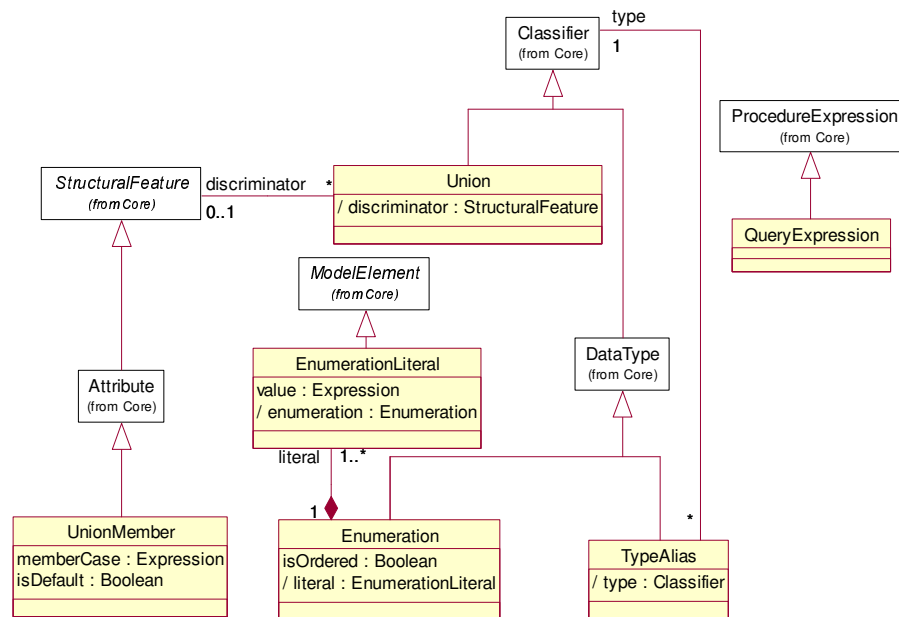 Classifier
(from Core)
type
1
ProcedureExpression
(from Core)
StructuralFeature
(from Core)
discriminator
0..1
*
Union
/ discriminator : StructuralFeature
QueryExpression
ModelElement
(from Core)
EnumerationLiteral
value : Expression
/ enumeration : Enumeration
DataType
(from Core)
Attribute
(from Core)
literal
1..*
1
*
UnionMember
memberCase : Expression
isDefault : Boolean
Enumeration
isOrdered : Boolean
/ literal : EnumerationLiteral
TypeAlias
/ type : Classifier